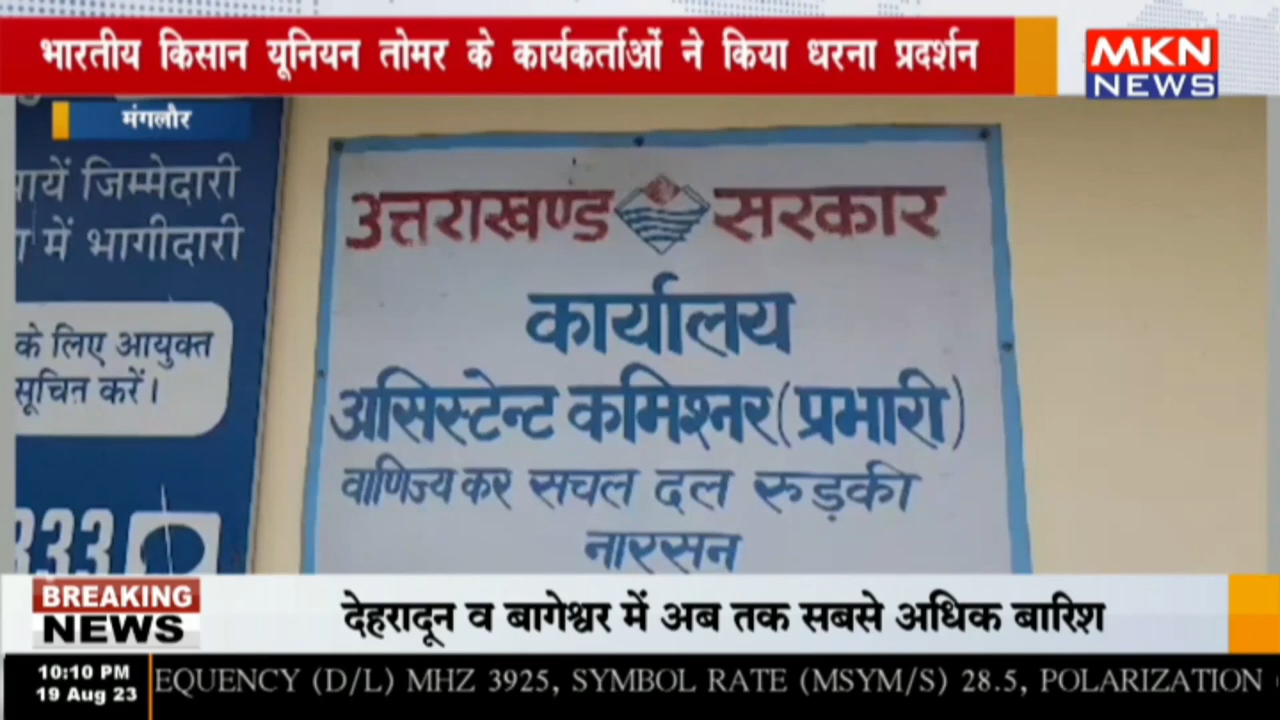 भारतीय किसान यूनियन तोमर के कार्यकर्ताओं ने किया धरना प्रदर्शन
MKN
NEWS
मंगलौर
जिम्मेदारी
में भागीदारी
के लिए आयुक्त
सूचित करें।
333
उत्तराखण्ड सरकार
कार्यालय
असिस्टेन्ट कमिश्नर (प्रभारी)
वाणिज्य कर सचल दल रुड़की
नारसन
BREAKING
NEWS
देहरादून व बागेश्वर में अब तक सबसे अधिक बारिश
10:10 PM
19 Aug 23
EQUENCY (D/L) MHZ 3925, SYMBOL RATE (MSYM/S) 28.5, POLARIZATION